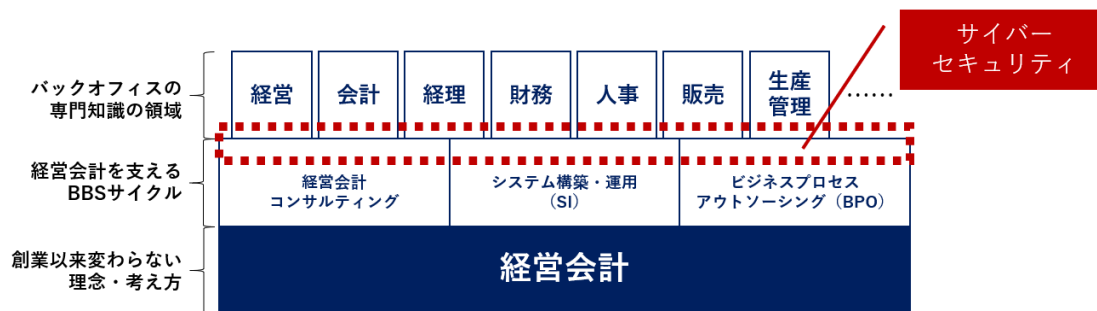 サイバー
セキュリティ
バックオフィスの
専門知識の領域
経営
会計
経理
財務
人事
販売
生産
管理
……
経営会計を支える
BBSサイクル
経営会計
コンサルティング
システム構築・運用
（SI）
ビジネスプロセス
アウトソーシング（BPO）
創業以来変わらない
理念・考え方
経営会計